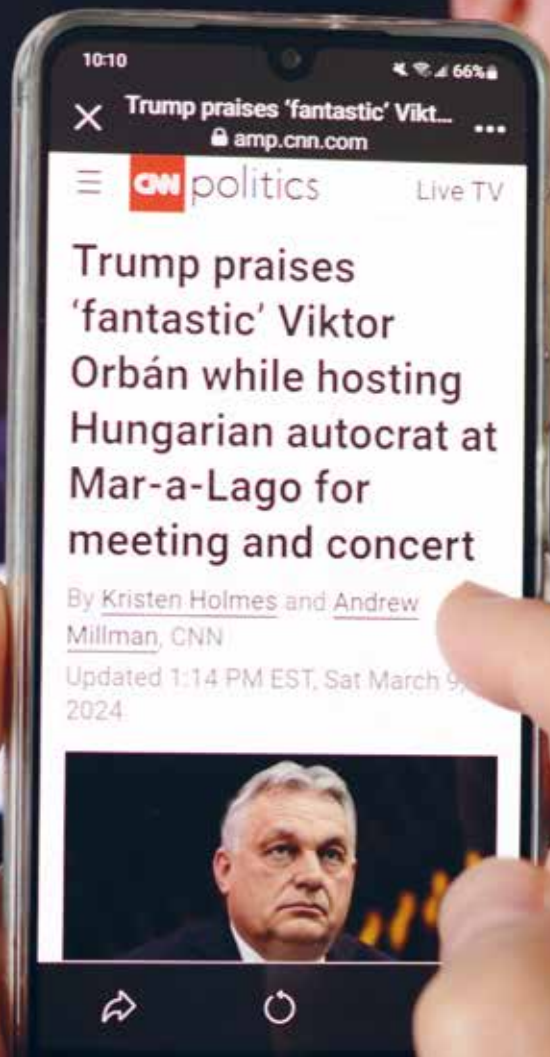 10:10 66%
Trump praises ‘fantastic’ Vikt...
amp.cnn.com
CNN politics Live TV
Trump praises
‘fantastic’ Viktor
Orbán while hosting
Hungarian autocrat at
Mar-a-Lago for
meeting and concert
By Kristen Holmes and Andrew
Millman, CNN
Updated 1:14 PM EST, Sat March 9,
2024